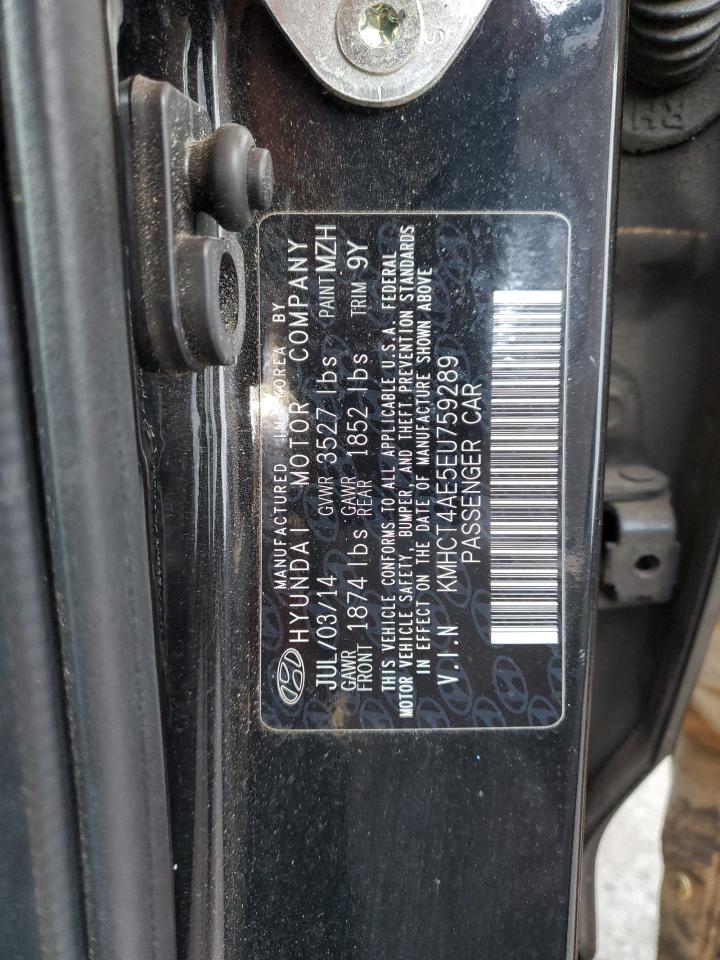 MANUFACTURED IN KOREA BY
HYUNDAI MOTOR COMPANY
JUL/03/14 GVWR 3527 lbs PAINT MZH
GAWR FRONT 1874 lbs GAWR REAR 1852 lbs TRIM 9Y
THIS VEHICLE CONFORMS TO ALL APPLICABLE U.S.A. FEDERAL
MOTOR VEHICLE SAFETY, BUMPER, AND THEFT PREVENTION STANDARDS
IN EFFECT ON THE DATE OF MANUFACTURE SHOWN ABOVE
V.I.N KMHCT4AE5EU759289
PASSENGER CAR
RH
S